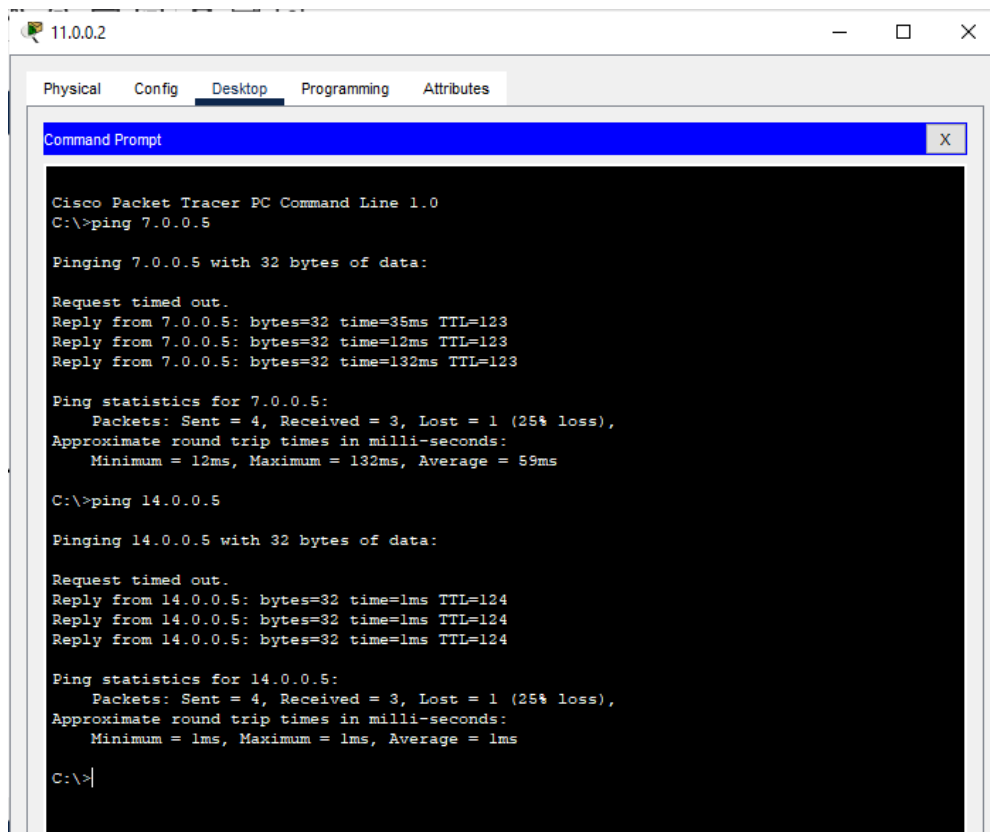 11.0.0.2
Physical Config Desktop Programming Attributes
Command Prompt X
Cisco Packet Tracer PC Command Line 1.0
C:\>ping 7.0.0.5
Pinging 7.0.0.5 with 32 bytes of data:
Request timed out.
Reply from 7.0.0.5: bytes=32 time=35ms TTL=123
Reply from 7.0.0.5: bytes=32 time=12ms TTL=123
Reply from 7.0.0.5: bytes=32 time=132ms TTL=123
Ping statistics for 7.0.0.5:
Packets: Sent = 4, Received = 3, Lost = 1 (25% loss),
Approximate round trip times in milli-seconds:
Minimum = 12ms, Maximum = 132ms, Average = 59ms
C:\>ping 14.0.0.5
Pinging 14.0.0.5 with 32 bytes of data:
Request timed out.
Reply from 14.0.0.5: bytes=32 time=1ms TTL=124
Reply from 14.0.0.5: bytes=32 time=1ms TTL=124
Reply from 14.0.0.5: bytes=32 time=1ms TTL=124
Ping statistics for 14.0.0.5:
Packets: Sent = 4, Received = 3, Lost = 1 (25% loss),
Approximate round trip times in milli-seconds:
Minimum = 1ms, Maximum = 1ms, Average = 1ms
C:\>